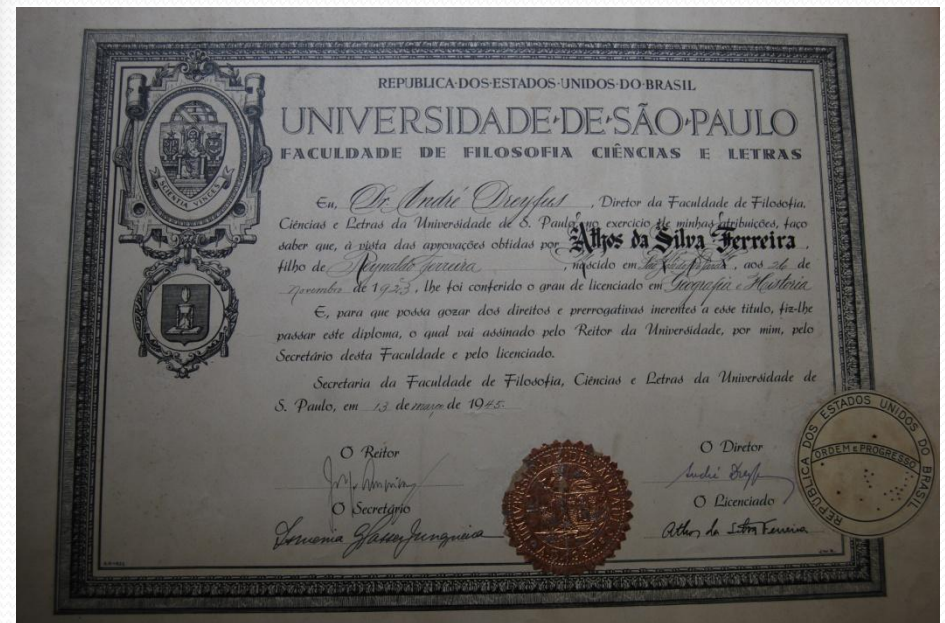 REPUBLICA·DOS·ESTADOS·UNIDOS·DO·BRASIL
UNIVERSIDADE·DE·SÃO·PAULO
FACULDADE DE FILOSOFIA CIÊNCIAS E LETRAS
SCIENTIA VINCES
Eu, Dr. André Dreyfus, Diretor da Faculdade de Filosofia,
Ciências e Letras da Universidade de S. Paulo, no exercício de minhas atribuições, faço
saber que, à vista das aprovações obtidas por Athos da Silva Ferreira,
filho de Reynaldo Ferreira, nascido em, aos 26 de
novembro de 1923, lhe foi conferido o grau de licenciado em Geografia e Historia
E, para que possa gozar dos direitos e prerrogativas inerentes a esse titulo, fiz-lhe
passar este diploma, o qual vai assinado pelo Reitor da Universidade, por mim, pelo
Secretário desta Faculdade e pelo licenciado.
Secretaria da Faculdade de Filosofia, Ciências e Letras da Universidade de
S. Paulo, em 13 de março de 1945.
O Reitor
O Diretor
André Dreyfus
O Secretário
O Licenciado
Athos da Silva Ferreira
REPUBLICA DOS ESTADOS UNIDOS DO BRASIL
ORDEM E PROGRESSO